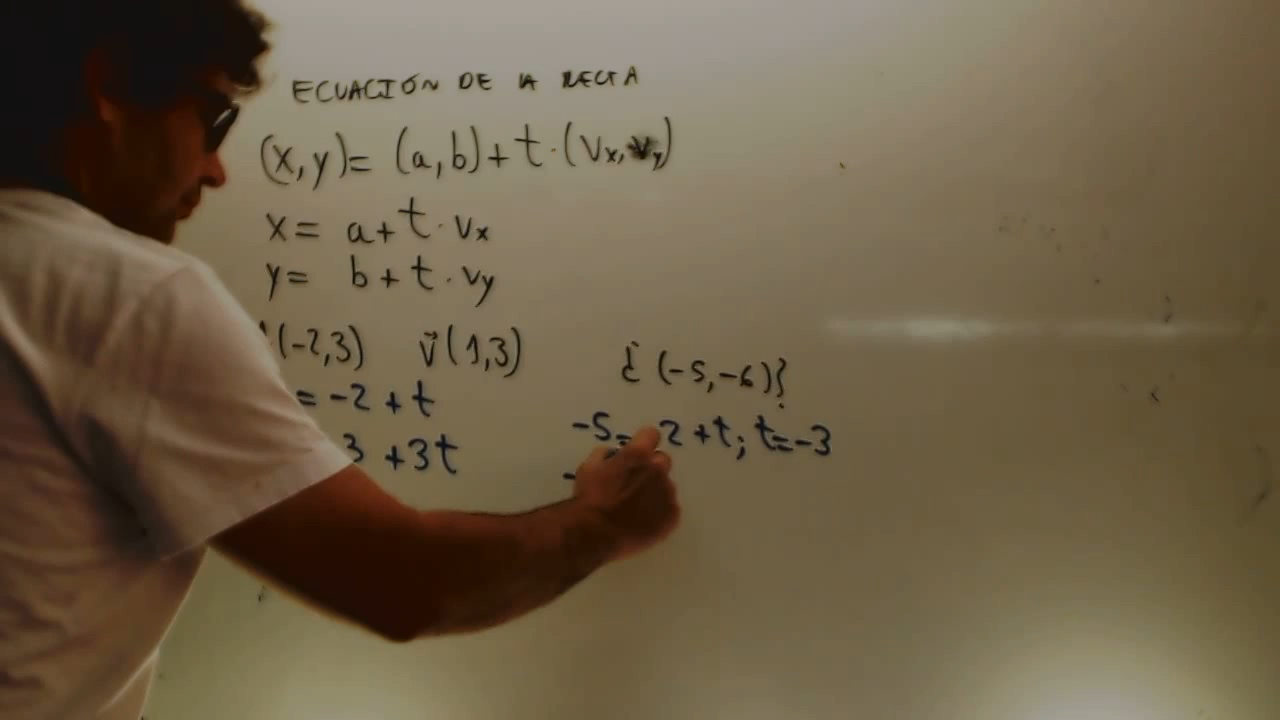 ECUACIÓN DE LA RECTA
(x,y)= (a,b)+t·(vx,vy)
x= a+t·vx
y= b+t·vy
(-2,3) v⃗(1,3) ¿(-5,-6)?
= -2 +t
3 +3t
-5= 2 +t; t=-3
-